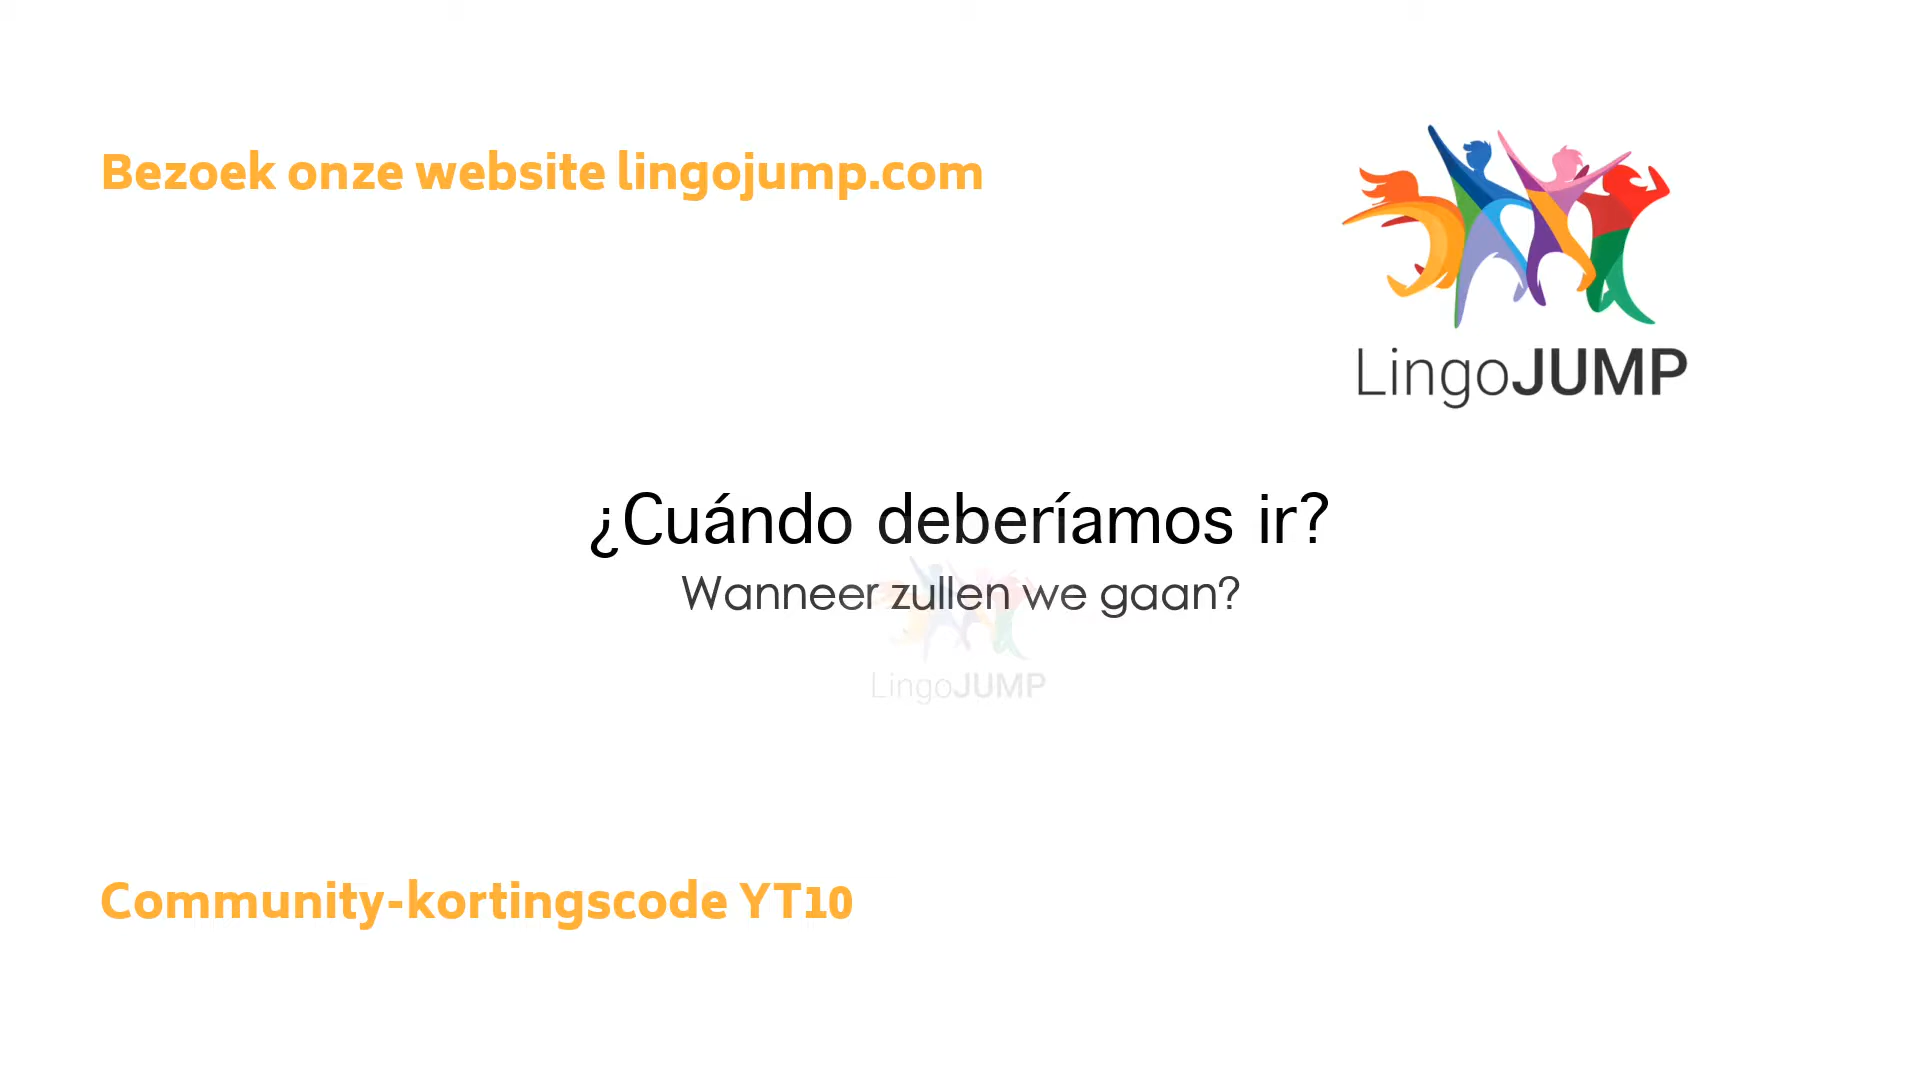 Bezoek onze website lingojump.com
LingoJUMP
¿Cuándo deberíamos ir?
Wanneer zullen we gaan?
LingoJUMP
Community-kortingscode YT10